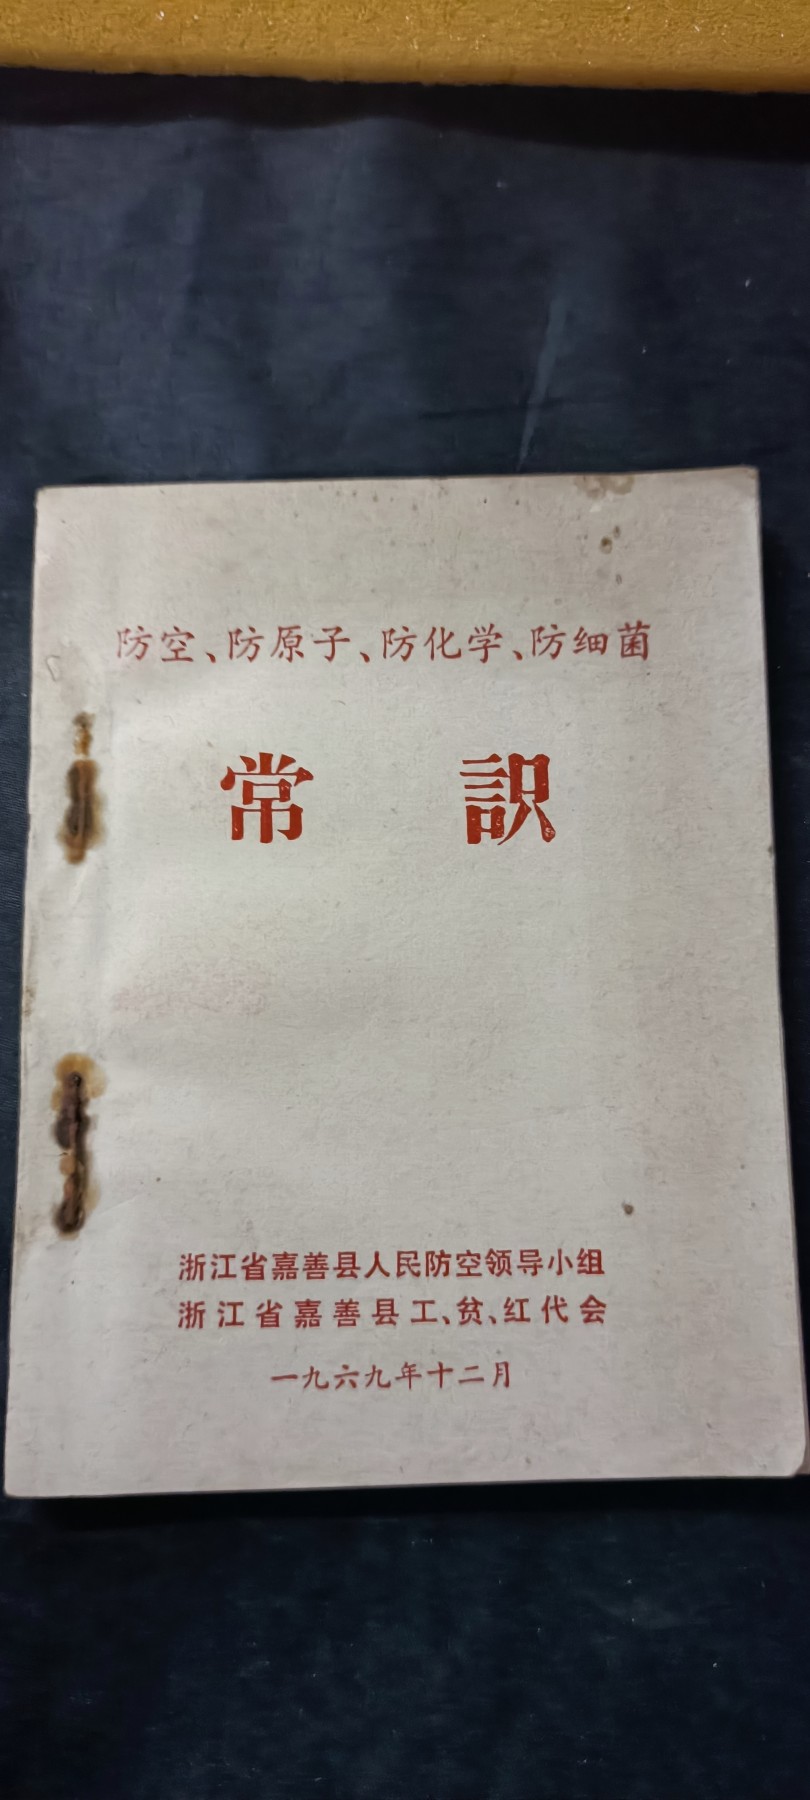 防空、防原子、防化学、防细菌
常 訳
浙江省嘉善县人民防空领导小组
浙江省嘉善县工、贫、红代会
一九六九年十二月